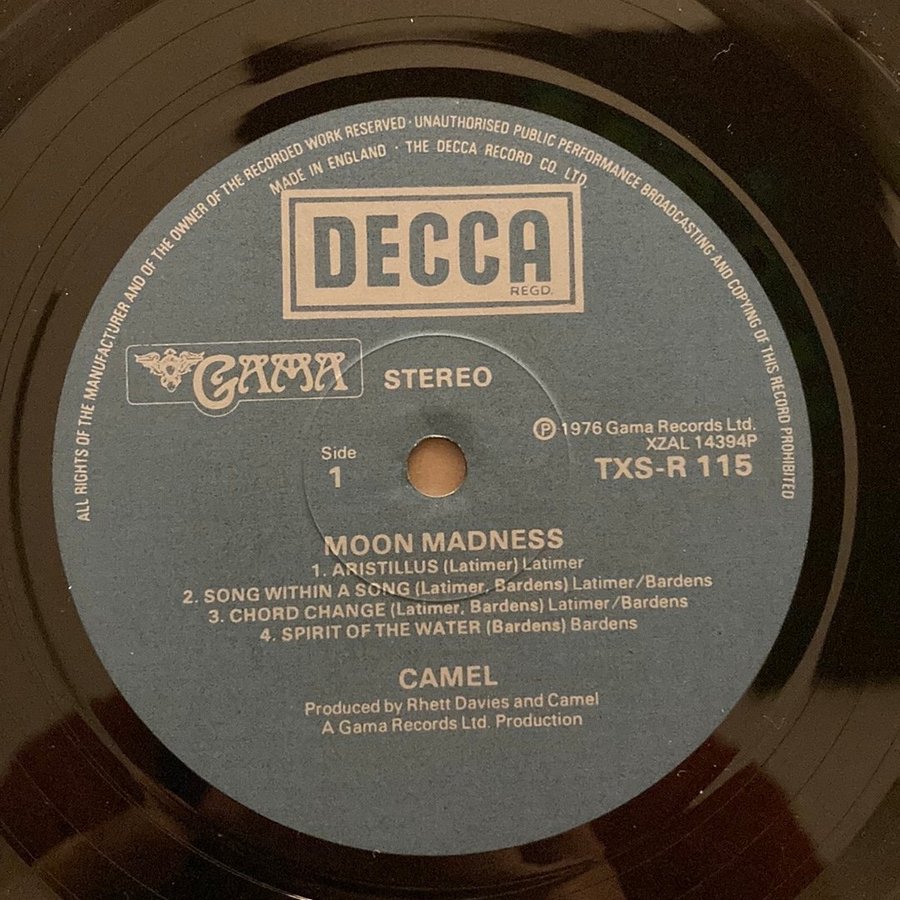 ALL RIGHTS OF THE MANUFACTURER AND OF THE OWNER OF THE RECORDED WORK RESERVED · UNAUTHORISED PUBLIC PERFORMANCE BROADCASTING AND COPYING OF THIS RECORD PROHIBITED
MADE IN ENGLAND · THE DECCA RECORD CO. LTD.
DECCA
REGD.
GAMA
STEREO
Ⓟ 1976 Gama Records Ltd.
XZAL 14394P
TXS-R 115
Side
1
MOON MADNESS
1. ARISTILLUS (Latimer) Latimer
2. SONG WITHIN A SONG (Latimer, Bardens) Latimer/Bardens
3. CHORD CHANGE (Latimer, Bardens) Latimer/Bardens
4. SPIRIT OF THE WATER (Bardens) Bardens
CAMEL
Produced by Rhett Davies and Camel
A Gama Records Ltd. Production